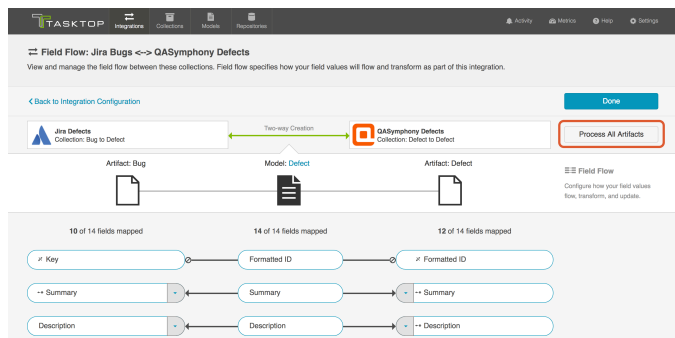 TASKTOP
Integrations
Collections
Models
Repositories
Activity
Metrics
Help
Settings
Field Flow: Jira Bugs <--> QASymphony Defects
View and manage the field flow between these collections. Field flow specifies how your field values will flow and transform as part of this integration.
Back to Integration Configuration
Done
Jira Defects
Collection: Bug to Defect
Two-way Creation
QASymphony Defects
Collection: Defect to Defect
Process All Artifacts
Artifact: Bug
Model: Defect
Artifact: Defect
Field Flow
Configure how your field values
flow, transform, and update.
10 of 14 fields mapped
14 of 14 fields mapped
12 of 14 fields mapped
Key
Formatted ID
Formatted ID
Summary
Summary
Summary
Description
Description
Description